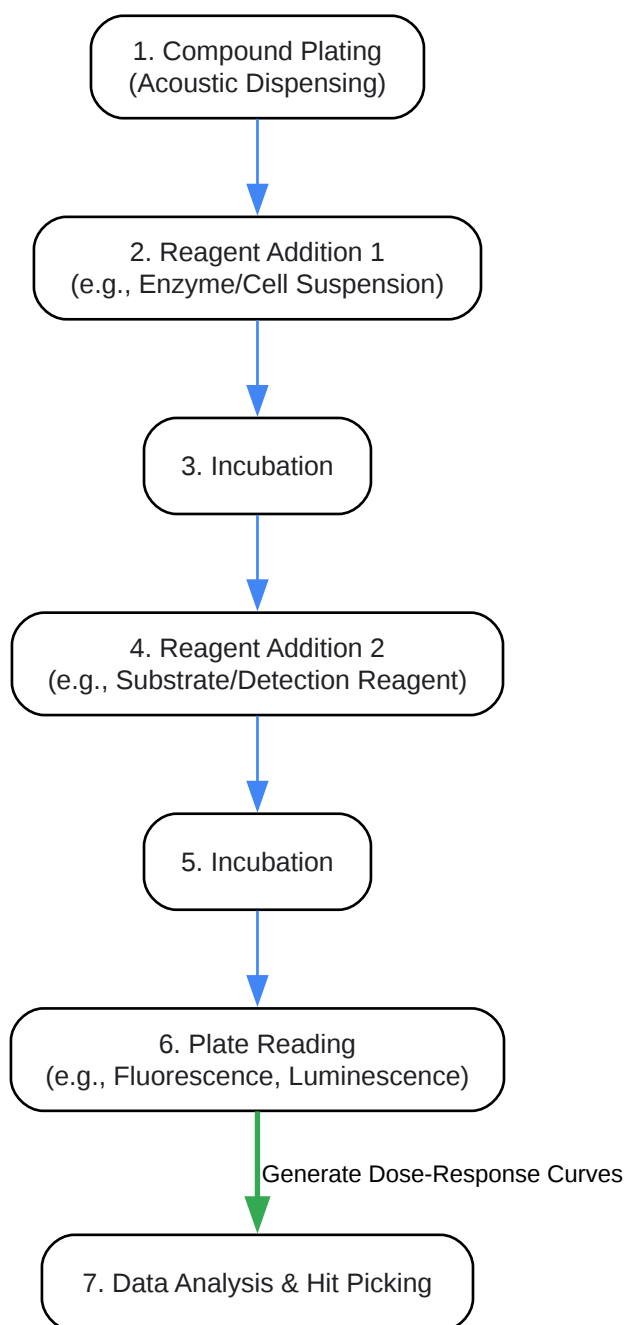 1. Compound Plating
(Acoustic Dispensing)
2. Reagent Addition 1
(e.g., Enzyme/Cell Suspension)
3. Incubation
4. Reagent Addition 2
(e.g., Substrate/Detection Reagent)
5. Incubation
6. Plate Reading
(e.g., Fluorescence, Luminescence)
Generate Dose-Response Curves
7. Data Analysis & Hit Picking